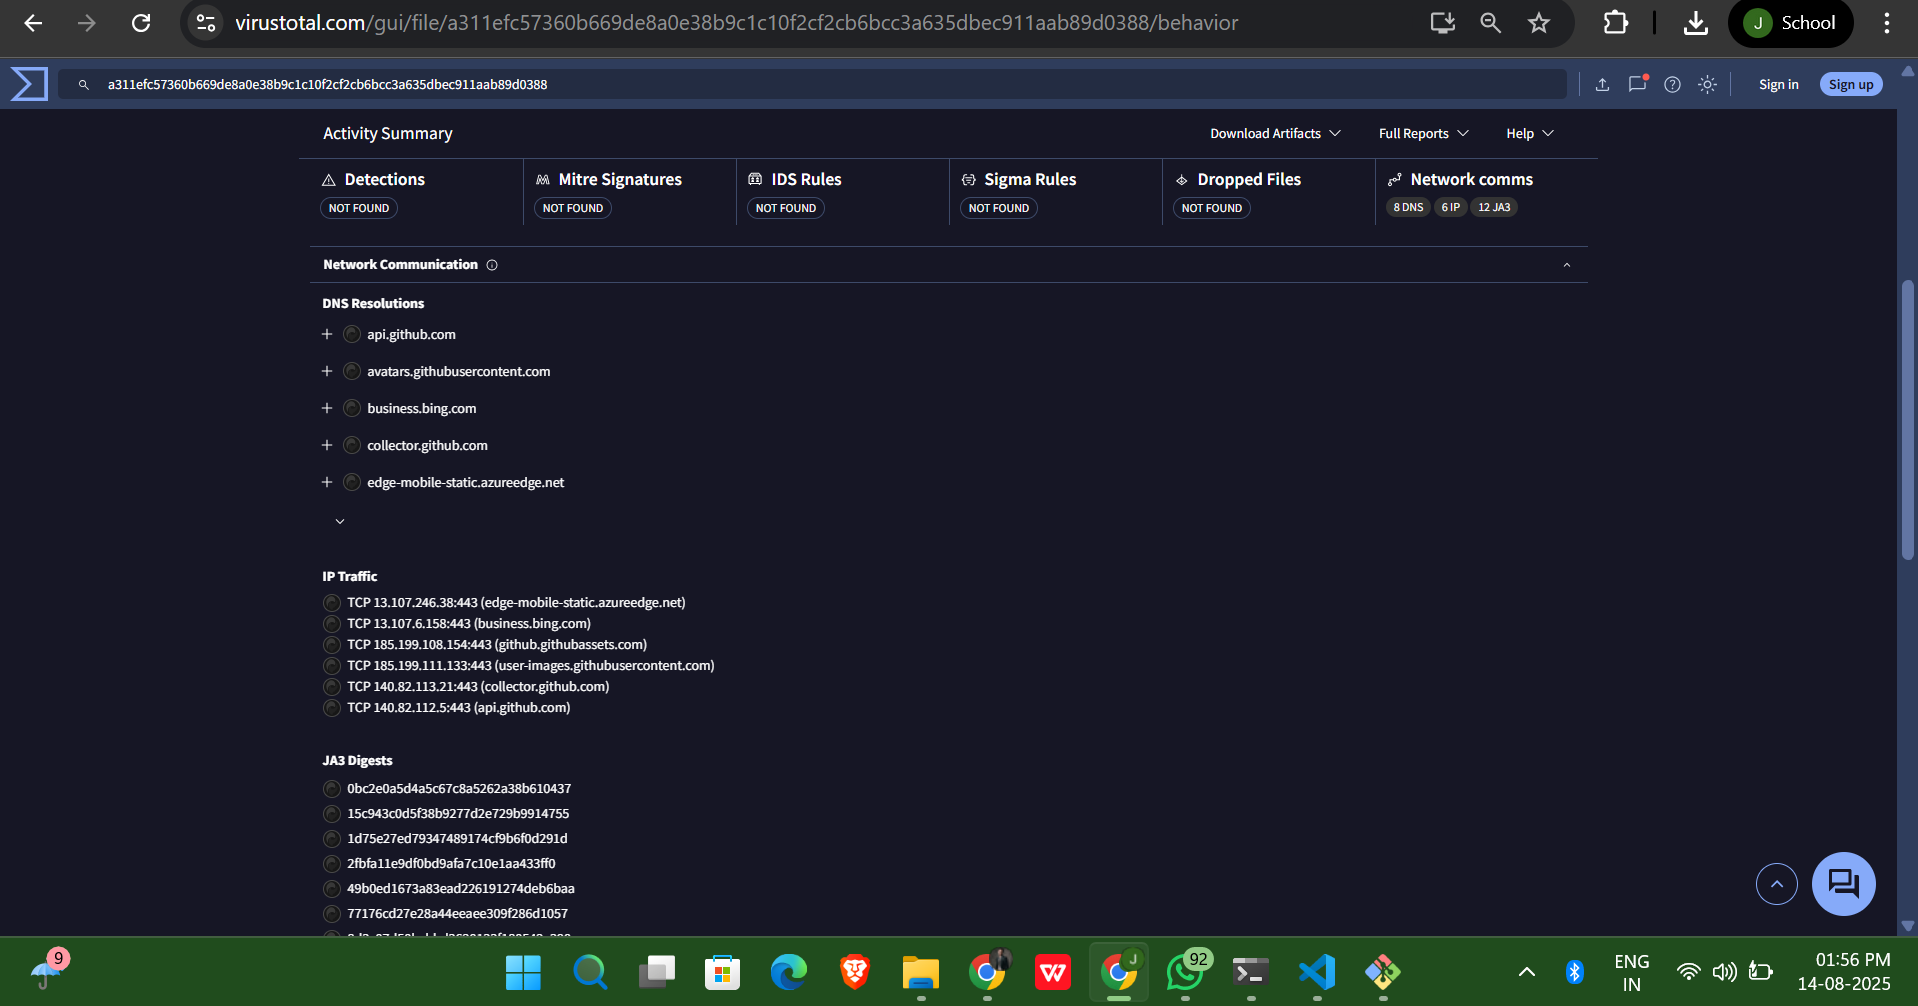 virustotal.com/gui/file/a311efc57360b669de8a0e38b9c1c10f2cf2cb6bcc3a635dbec911aab89d0388/behavior
J School
a311efc57360b669de8a0e38b9c1c10f2cf2cb6bcc3a635dbec911aab89d0388
Sign in
Sign up
Activity Summary
Download Artifacts
Full Reports
Help
Detections
NOT FOUND
Mitre Signatures
NOT FOUND
IDS Rules
NOT FOUND
Sigma Rules
NOT FOUND
Dropped Files
NOT FOUND
Network comms
8 DNS 6 IP 12 JA3
Network Communication
DNS Resolutions
api.github.com
avatars.githubusercontent.com
business.bing.com
collector.github.com
edge-mobile-static.azureedge.net
IP Traffic
TCP 13.107.246.38:443 (edge-mobile-static.azureedge.net)
TCP 13.107.6.158:443 (business.bing.com)
TCP 185.199.108.154:443 (github.githubassets.com)
TCP 185.199.111.133:443 (user-images.githubusercontent.com)
TCP 140.82.113.21:443 (collector.github.com)
TCP 140.82.112.5:443 (api.github.com)
JA3 Digests
0bc2e0a5d4a5c67c8a5262a38b610437
15c943c0d5f38b9277d2e729b9914755
1d75e27ed79347489174cf9b6f0d291d
2fbfa11e9df0bd9afa7c10e1aa433ff0
49b0ed1673a83ead226191274deb6baa
77176cd27e28a44eeaee309f286d1057
9
J
92
ENG
IN
01:56 PM
14-08-2025